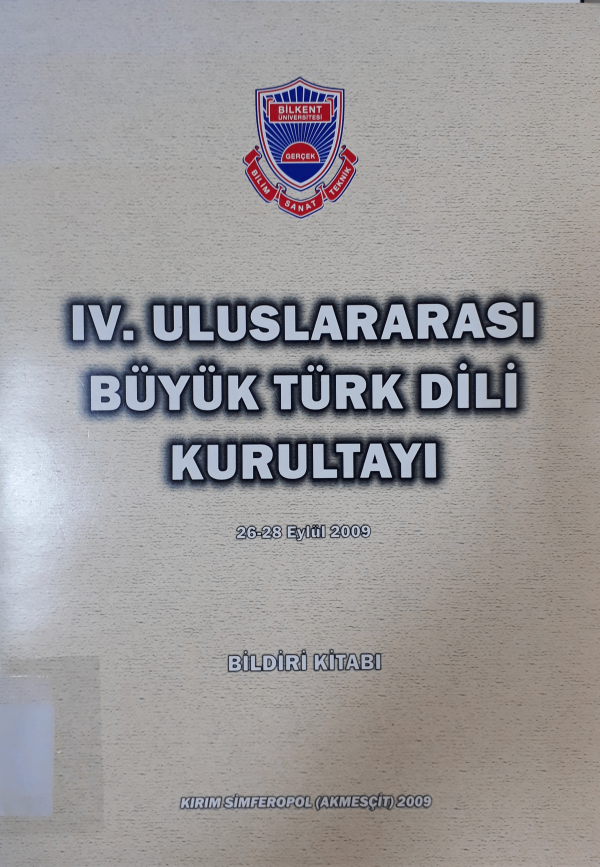 BİLKENT
ÜNİVERSİTESİ
GERÇEK
BİLİM
SANAT
TEKNİK
IV. ULUSLARARASI
BÜYÜK TÜRK DİLİ
KURULTAYI
26-28 Eylül 2009
BİLDİRİ KİTABI
KIRIM SİMFEROPOL (AKMESÇİT) 2009